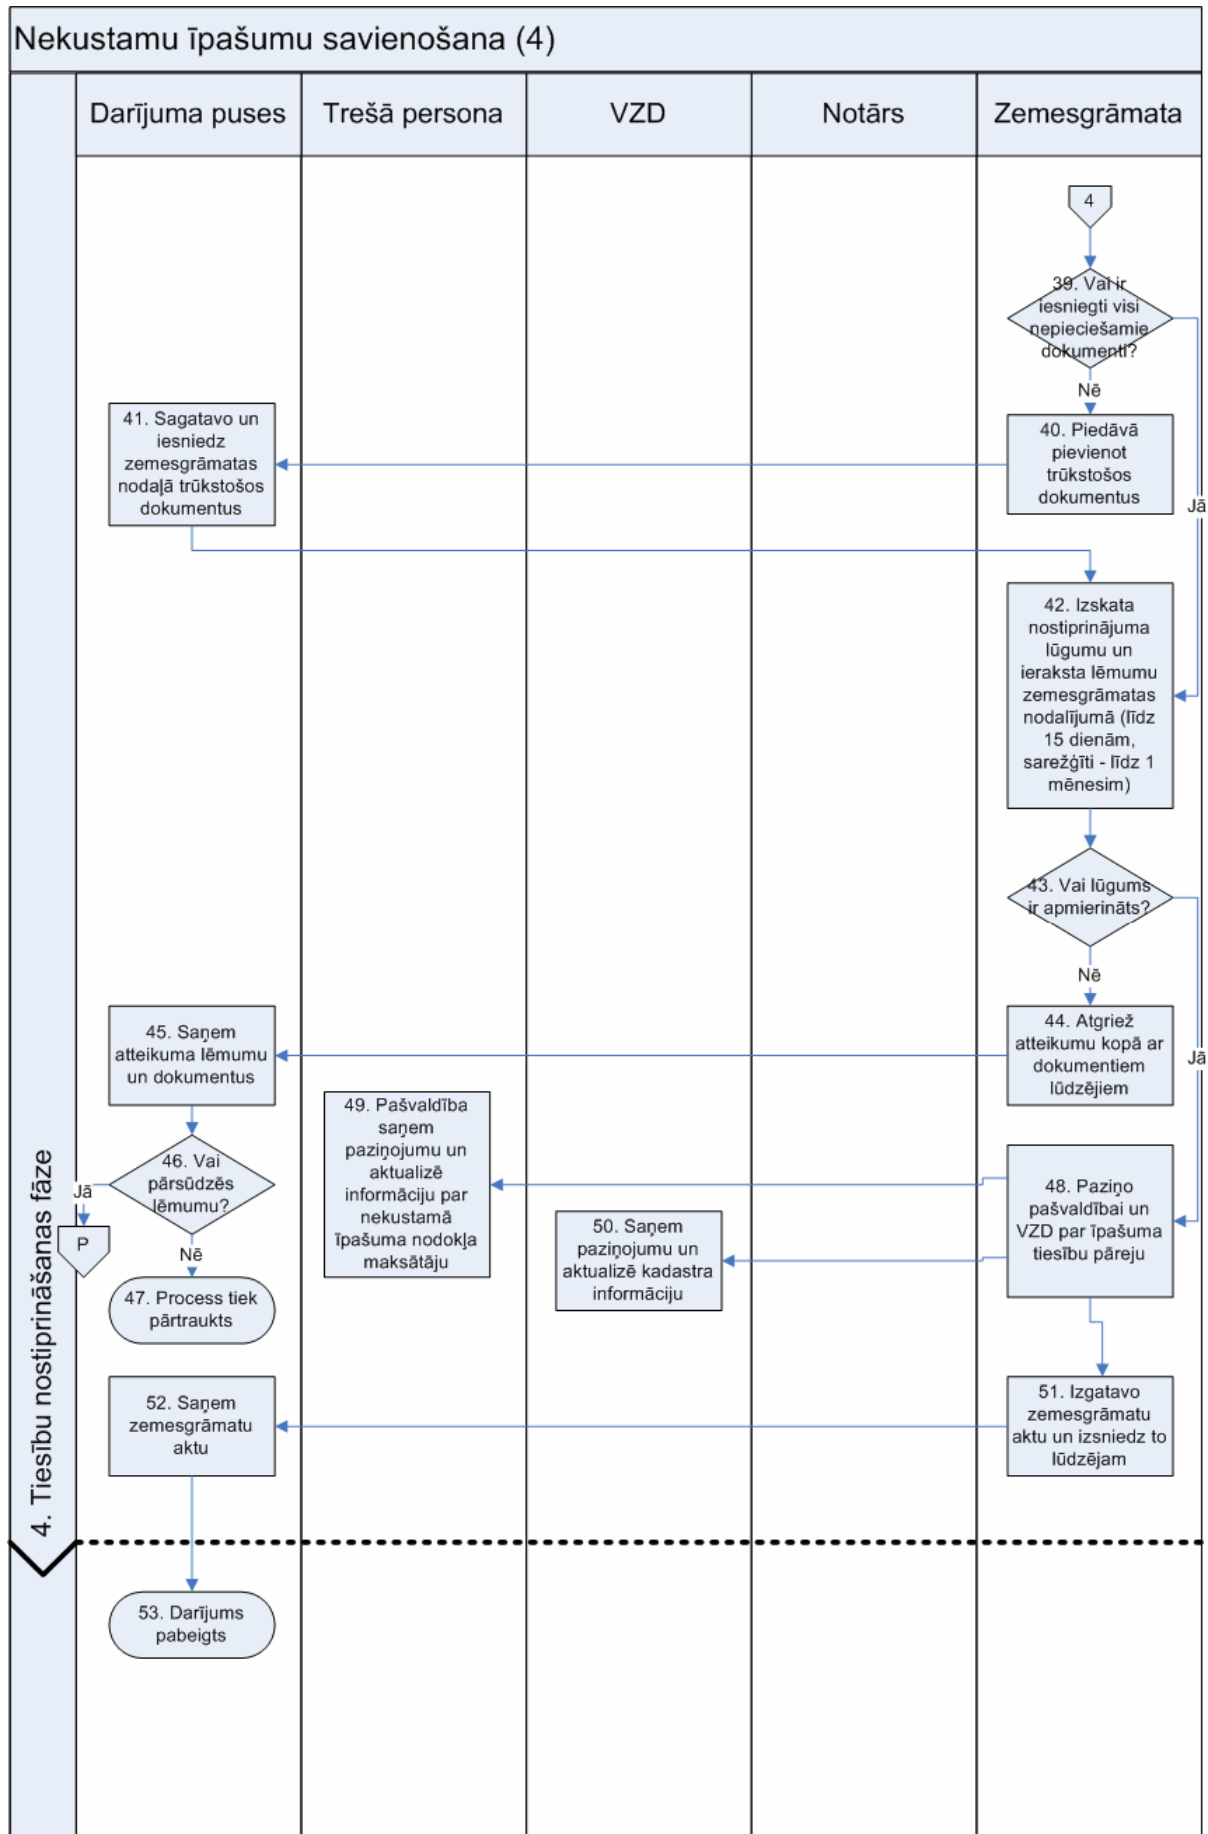 Nekustamu īpašumu savienošana (4)
Darījuma puses
Trešā persona
VZD
Notārs
Zemesgrāmata
4. Tiesību nostiprināšanas fāze
4
39. Vai ir
iesniegti visi
nepieciešamie
dokumenti?
Nē
Jā
40. Piedāvā
pievienot
trūkstošos
dokumentus
41. Sagatavo un
iesniedz
zemesgrāmatas
nodaļā trūkstošos
dokumentus
42. Izskata
nostiprinājuma
lūgumu un
ieraksta lēmumu
zemesgrāmatas
nodalījumā (līdz
15 dienām,
sarežģīti - līdz 1
mēnesim)
43. Vai lūgums
ir apmierināts?
Nē
Jā
44. Atgriež
atteikumu kopā ar
dokumentiem
lūdzējiem
45. Saņem
atteikuma lēmumu
un dokumentus
46. Vai
pārsūdzēs
lēmumu?
Jā
P
Nē
47. Process tiek
pārtraukts
48. Paziņo
pašvaldībai un
VZD par īpašuma
tiesību pāreju
49. Pašvaldība
saņem
paziņojumu un
aktualizē
informāciju par
nekustamā
īpašuma nodokļa
maksātāju
50. Saņem
paziņojumu un
aktualizē kadastra
informāciju
51. Izgatavo
zemesgrāmatu
aktu un izsniedz to
lūdzējam
52. Saņem
zemesgrāmatu
aktu
53. Darījums
pabeigts